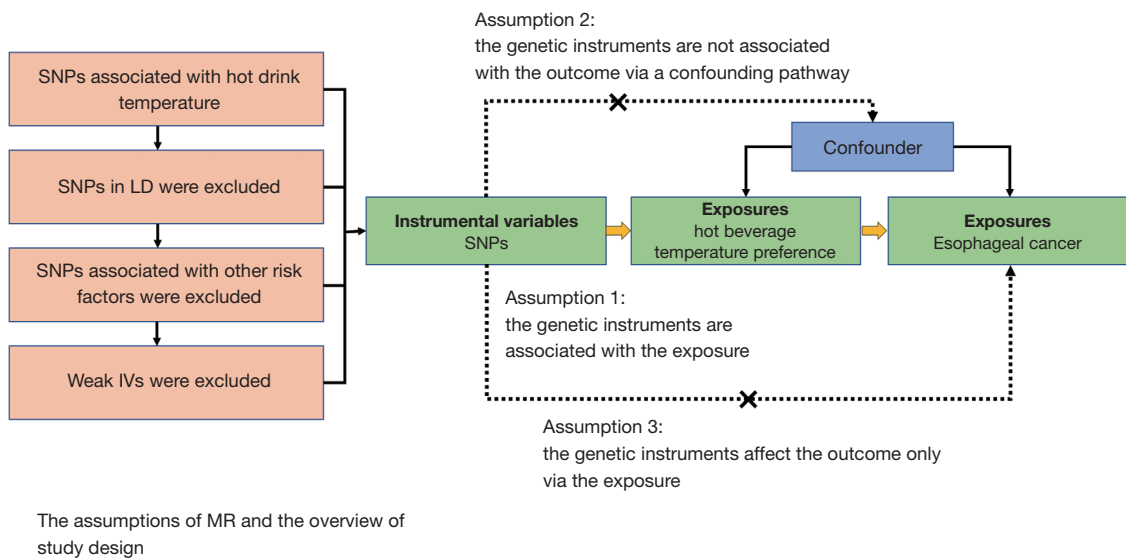 Assumption 2:
the genetic instruments are not associated
with the outcome via a confounding pathway
SNPs associated with hot drink
temperature
SNPs in LD were excluded
SNPs associated with other risk
factors were excluded
Weak IVs were excluded
Confounder
Instrumental variables
SNPs
Exposures
hot beverage
temperature preference
Exposures
Esophageal cancer
Assumption 1:
the genetic instruments are
associated with the exposure
Assumption 3:
the genetic instruments affect the outcome only
via the exposure
The assumptions of MR and the overview of
study design